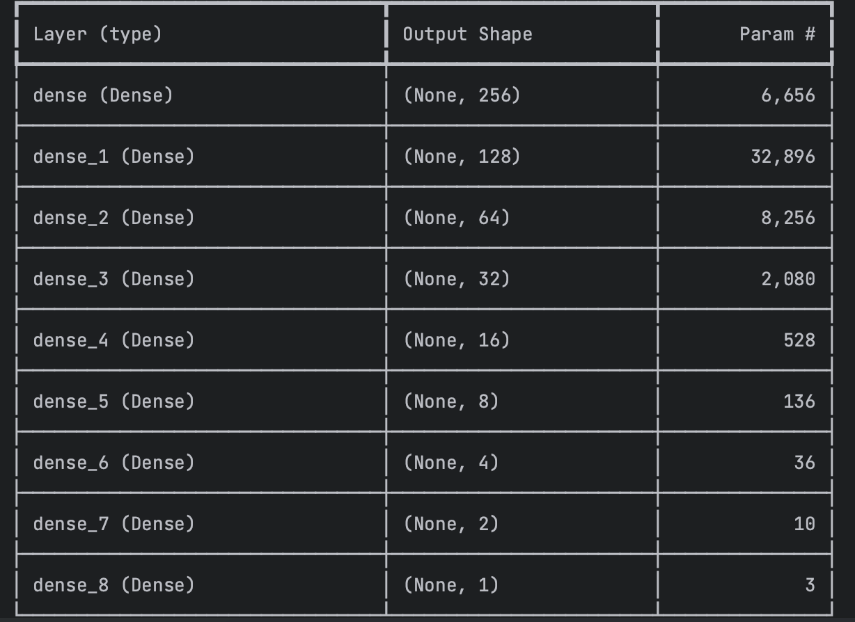 Layer (type) Output Shape Param #
dense (Dense) (None, 256) 6,656
dense_1 (Dense) (None, 128) 32,896
dense_2 (Dense) (None, 64) 8,256
dense_3 (Dense) (None, 32) 2,080
dense_4 (Dense) (None, 16) 528
dense_5 (Dense) (None, 8) 136
dense_6 (Dense) (None, 4) 36
dense_7 (Dense) (None, 2) 10
dense_8 (Dense) (None, 1) 3